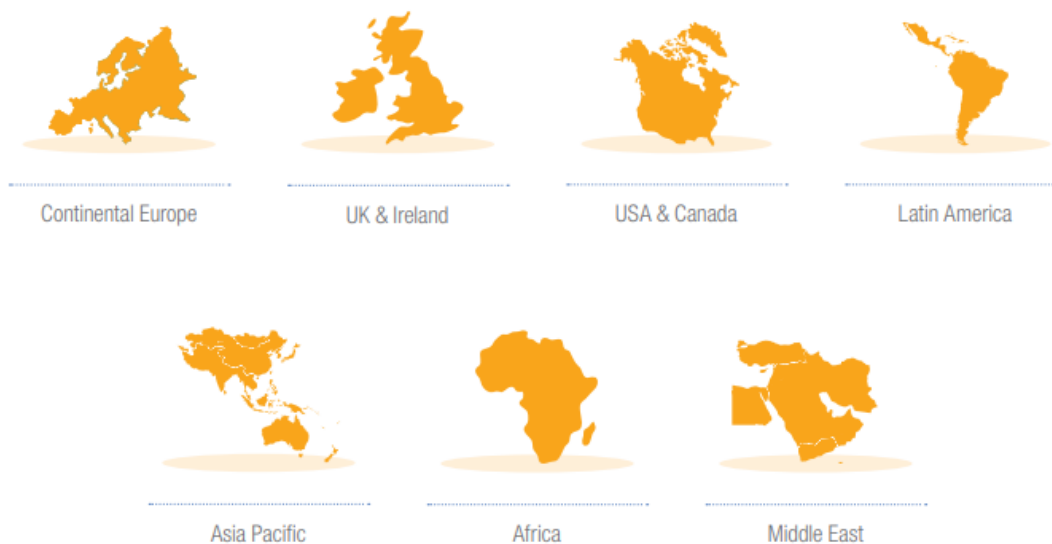 Continental Europe
UK & Ireland
USA & Canada
Latin America
Asia Pacific
Africa
Middle East